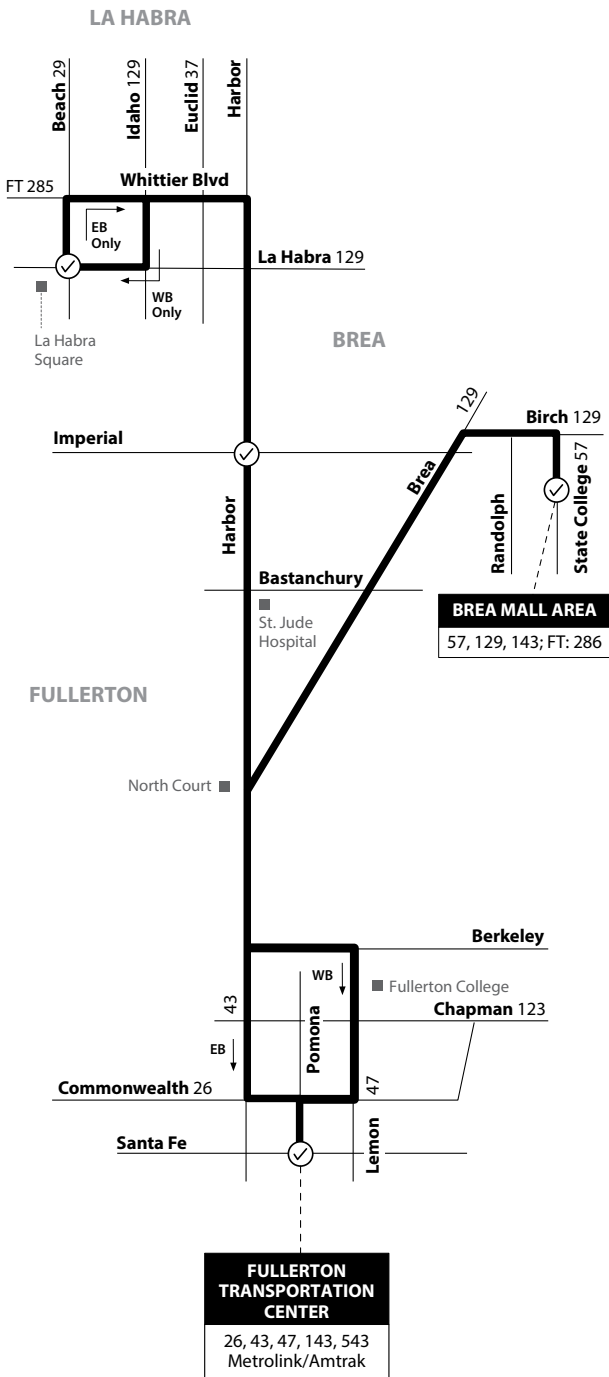 LA HABRA
Beach 29
Idaho 129
Euclid 37
Harbor
FT 285
Whittier Blvd
EB
Only
La Habra 129
WB
Only
La Habra
Square
BREA
129
Birch 129
Imperial
Brea
Randolph
State College 57
Harbor
Bastanchury
St. Jude
Hospital
BREA MALL AREA
57, 129, 143; FT: 286
FULLERTON
North Court
Berkeley
WB
Fullerton College
43
Pomona
Chapman 123
EB
47
Commonwealth 26
Santa Fe
Lemon
FULLERTON
TRANSPORTATION
CENTER
26, 43, 47, 143, 543
Metrolink/Amtrak